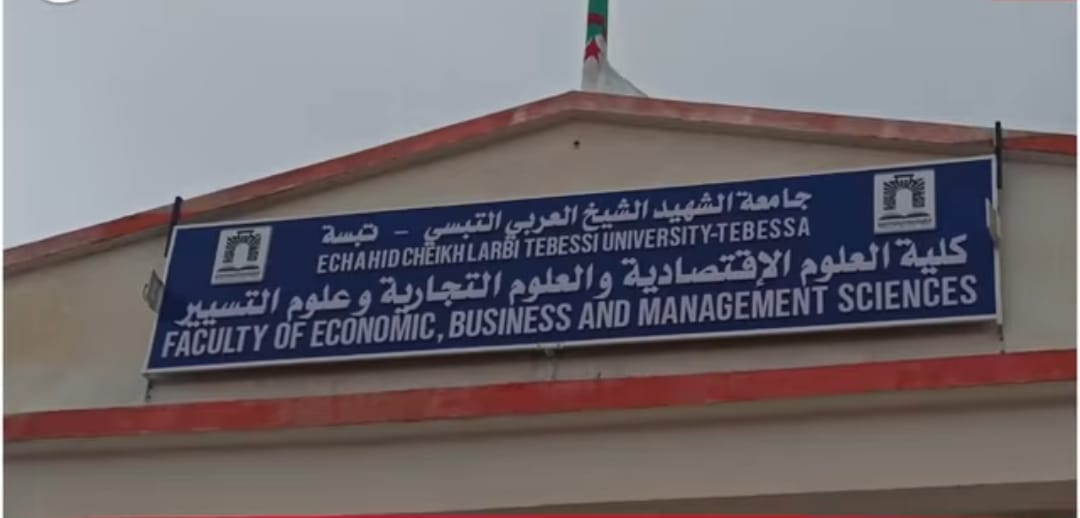 جامعة الشهيد الشيخ العربي التبسي - تبسة
ECHAHID CHEIKH LARBI TEBESSI UNIVERSITY-TEBESSA
كلية العلوم الإقتصادية والعلوم التجارية وعلوم التسيير
FACULTY OF ECONOMIC, BUSINESS AND MANAGEMENT SCIENCES